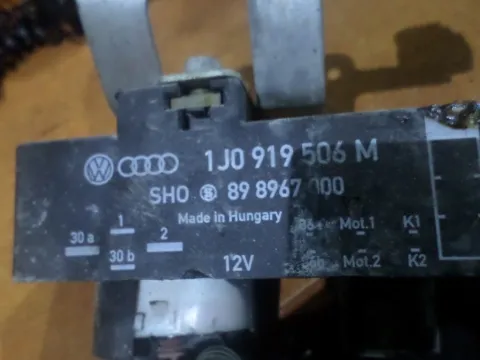 1J0 919 506 M
SHO S 89 8967 000
Made in Hungary
1
30 a
2
30 b
12V
86 Mot.1 K1
Mot.2 K2